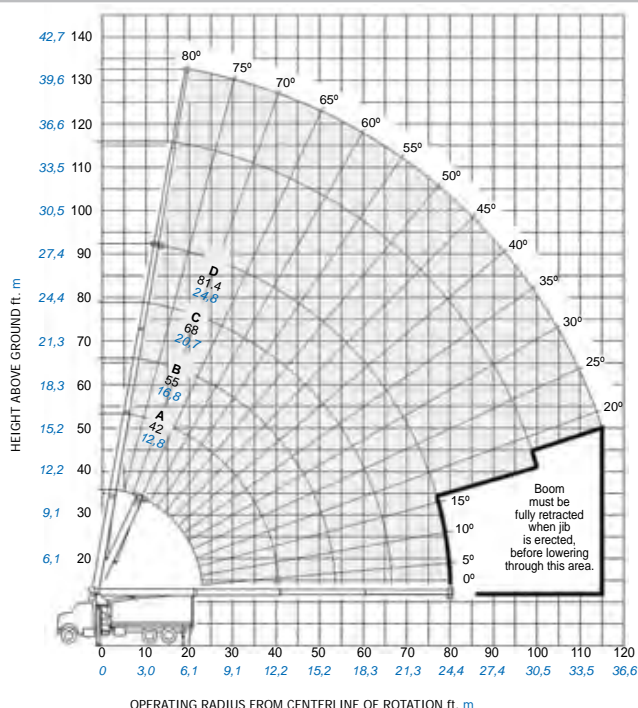 42,7 140
39,6 130
36,6 120
33,5 110
30,5 100
27,4 90
24,4 80
21,3 70
18,3 60
15,2 50
12,2 40
9,1 30
6,1 20
HEIGHT ABOVE GROUND ft. m
80º
75º
70º
65º
60º
55º
50º
45º
40º
35º
30º
25º
20º
15º
10º
5º
0º
D
81.4
24,8
C
68
20,7
B
55
16,8
A
42
12,8
Boom
must be
fully retracted
when jib
is erected,
before lowering
through this area.
0 10 20 30 40 50 60 70 80 90 100 110 120
0 3,0 6,1 9,1 12,2 15,2 18,3 21,3 24,4 27,4 30,5 33,5 36,6
OPERATING RADIUS FROM CENTERLINE OF ROTATION ft. m